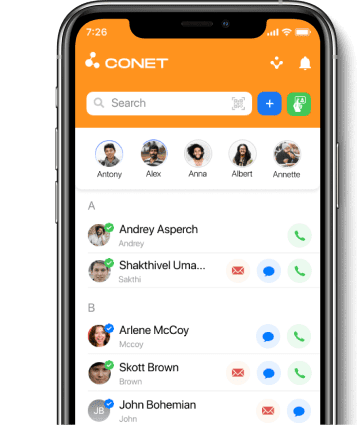 7:26
CONET
Search
Antony Alex Anna Albert Annette
A
Andrey Asperch
Andrey
Shakthivel Uma...
Sakthi
B
Arlene McCoy
Mccoy
Skott Brown
Brown
JB
John Bohemian
John